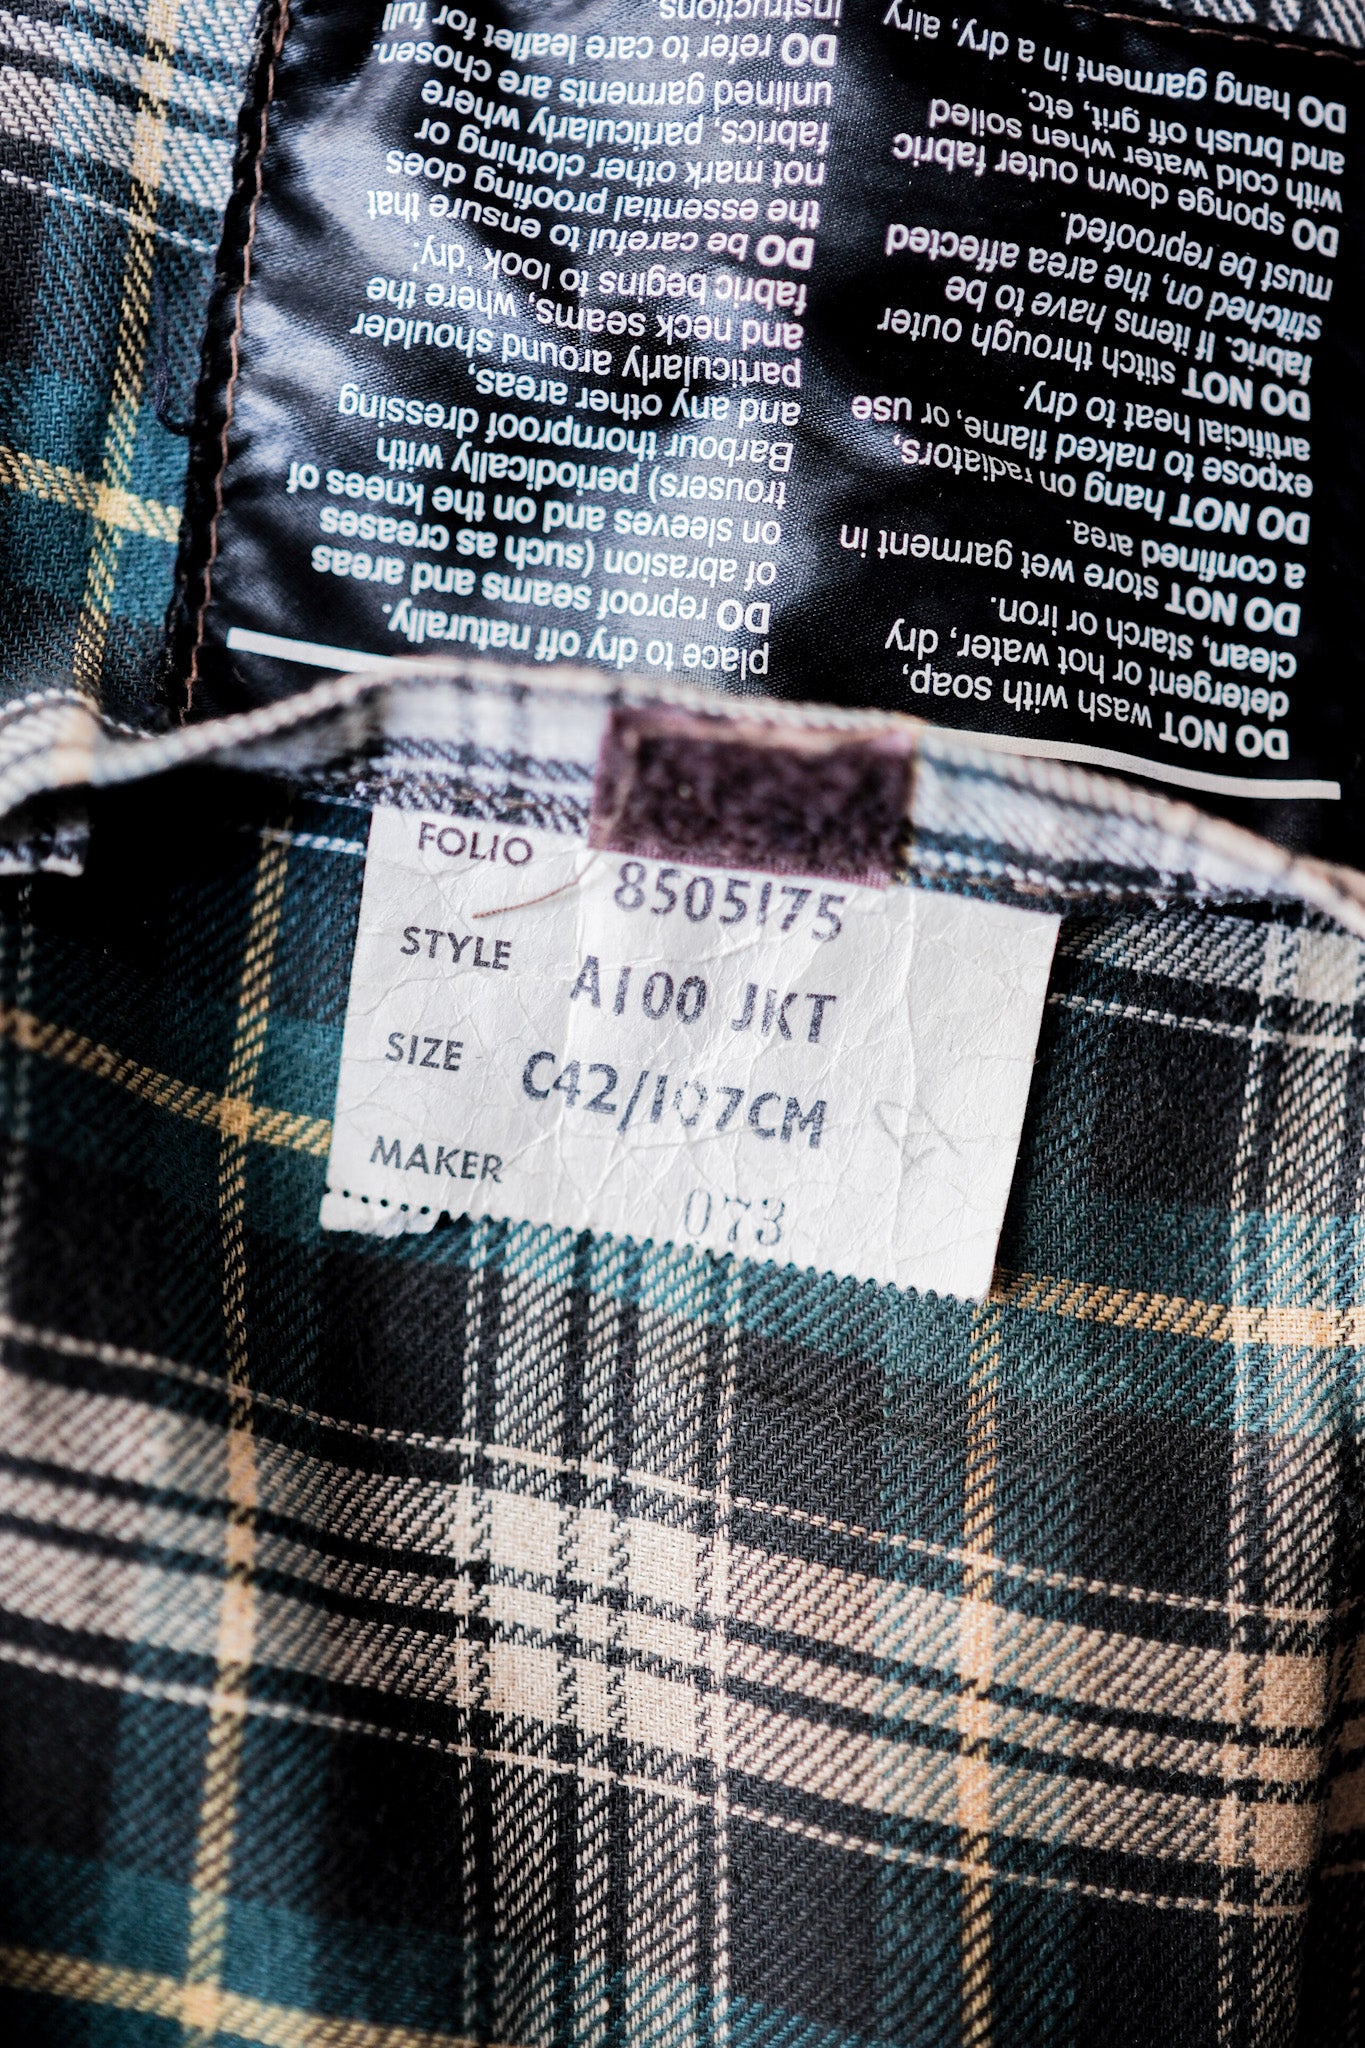 DO NOT wash with soap,
detergent or hot water, dry
clean, starch or iron.
DO NOT store wet garment in
a confined area.
DO NOT hang on radiators,
expose to naked flame, or use
artificial heat to dry.
DO NOT stitch through outer
fabric. If items have to be
stitched on, the area affected
must be reproofed.
DO sponge down outer fabric
with cold water when soiled
and brush off grit, etc.
DO hang garment in a dry, airy
place to dry off naturally.
DO reproof seams and areas
of abrasion (such as creases
on sleeves and on the knees of
trousers) periodically with
Barbour thornproof dressing
and any other areas,
particularly around shoulder
and neck seams, where the
fabric begins to look 'dry'.
DO be careful to ensure that
the essential proofing does
not mark other clothing or
fabrics, particularly where
unlined garments are chosen.
DO refer to care leaflet for full
instructions
FOLIO 8505175
STYLE A100 JKT
SIZE C42/107CM
MAKER 073